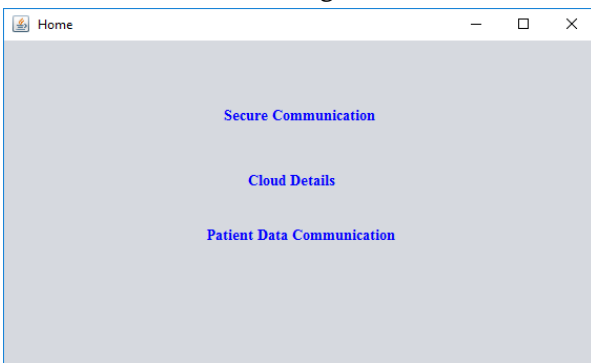 Home
Secure Communication
Cloud Details
Patient Data Communication